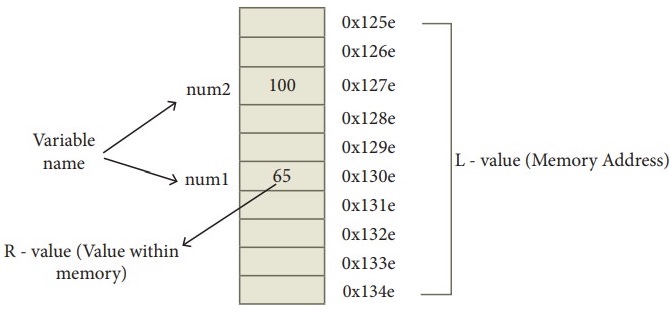 0x125e
0x126e
num2 100 0x127e
0x128e
Variable
name
0x129e
L - value (Memory Address)
num1 65 0x130e
0x131e
R - value (Value within
memory)
0x132e
0x133e
0x134e